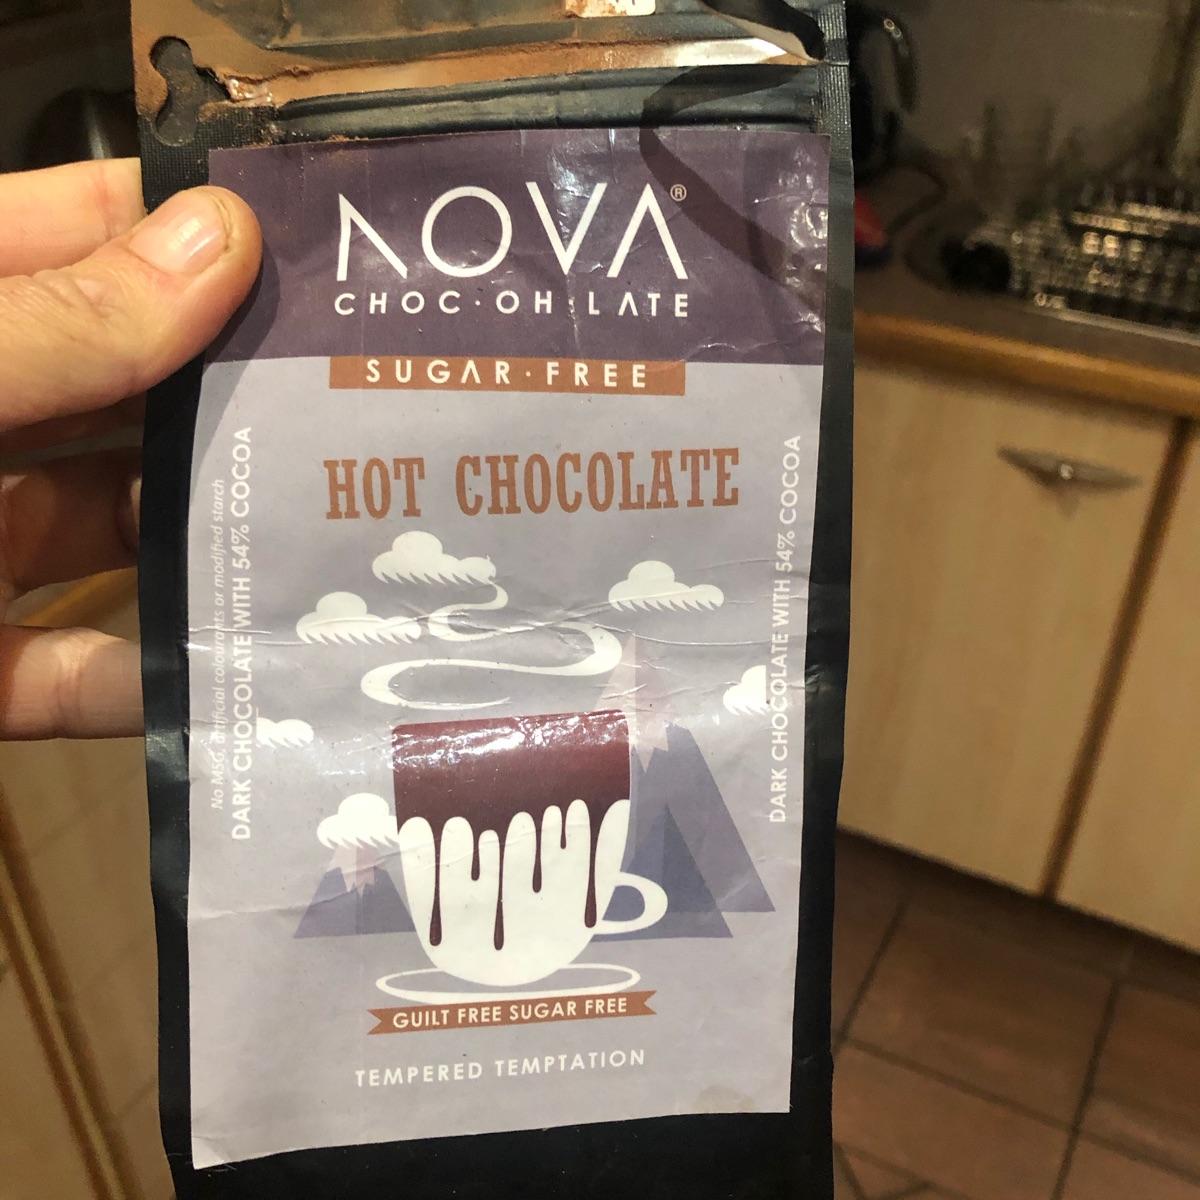 NOVA®
CHOC·OH·LATE
SUGAR·FREE
HOT CHOCOLATE
No MSG, artificial colourants or modified starch
DARK CHOCOLATE WITH 54% COCOA
DARK CHOCOLATE WITH 54% COCOA
GUILT FREE SUGAR FREE
TEMPERED TEMPTATION